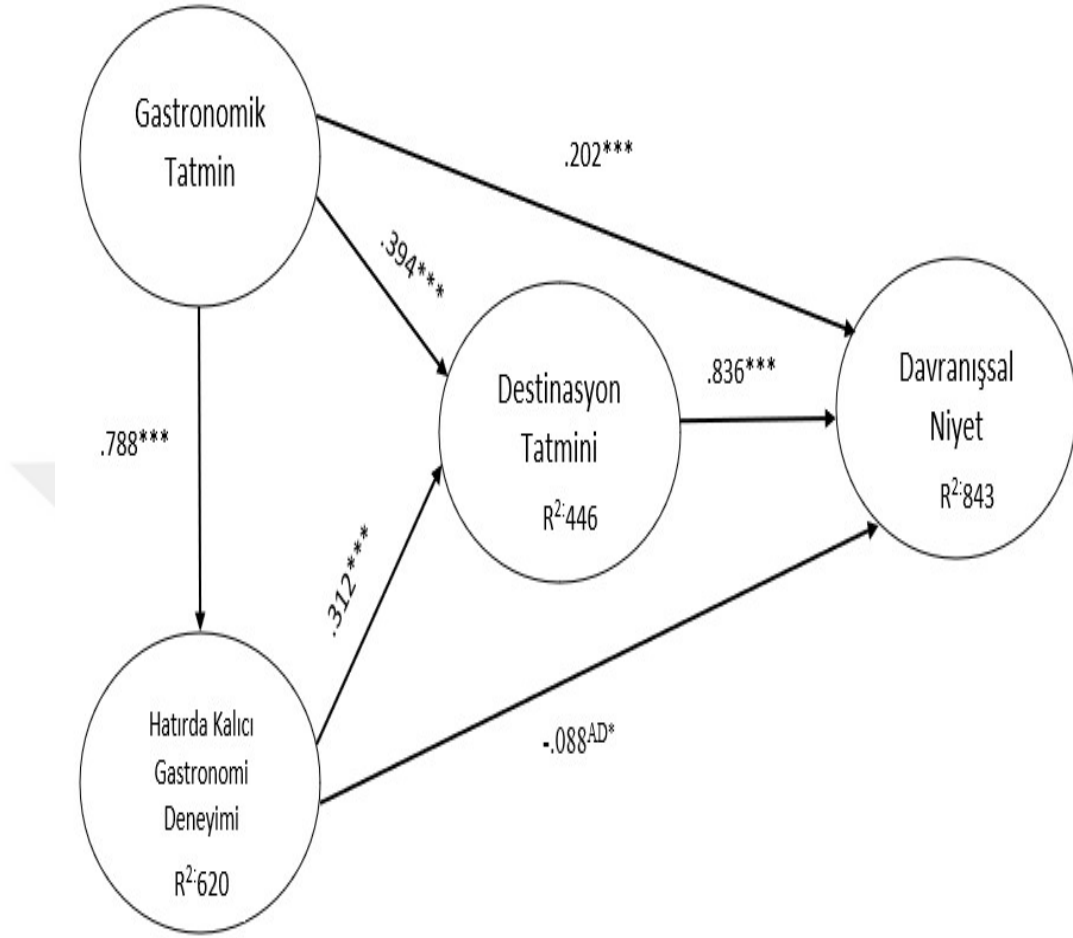 Gastronomik
Tatmin
.202***
.394***
Destinasyon
Tatmini
R²:446
.836***
Davranışsal
Niyet
R²:843
.788***
.312***
-.088ᴬᴰ*
Hatırda Kalıcı
Gastronomi
Deneyimi
R²:620